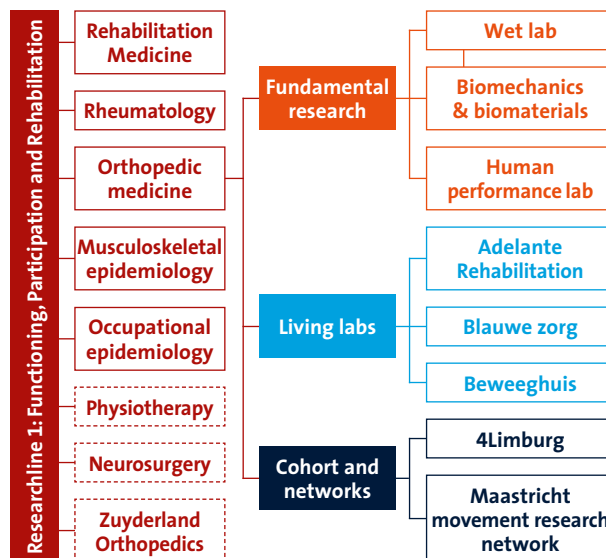 Researchline 1: Functioning, Participation and Rehabilitation
Rehabilitation
Medicine
Rheumatology
Orthopedic
medicine
Musculoskeletal
epidemiology
Occupational
epidemiology
Physiotherapy
Neurosurgery
Zuyderland
Orthopedics
Fundamental
research
Living labs
Cohort and
networks
Wet lab
Biomechanics
& biomaterials
Human
performance lab
Adelante
Rehabilitation
Blauwe zorg
Beweeghuis
4Limburg
Maastricht
movement research
network